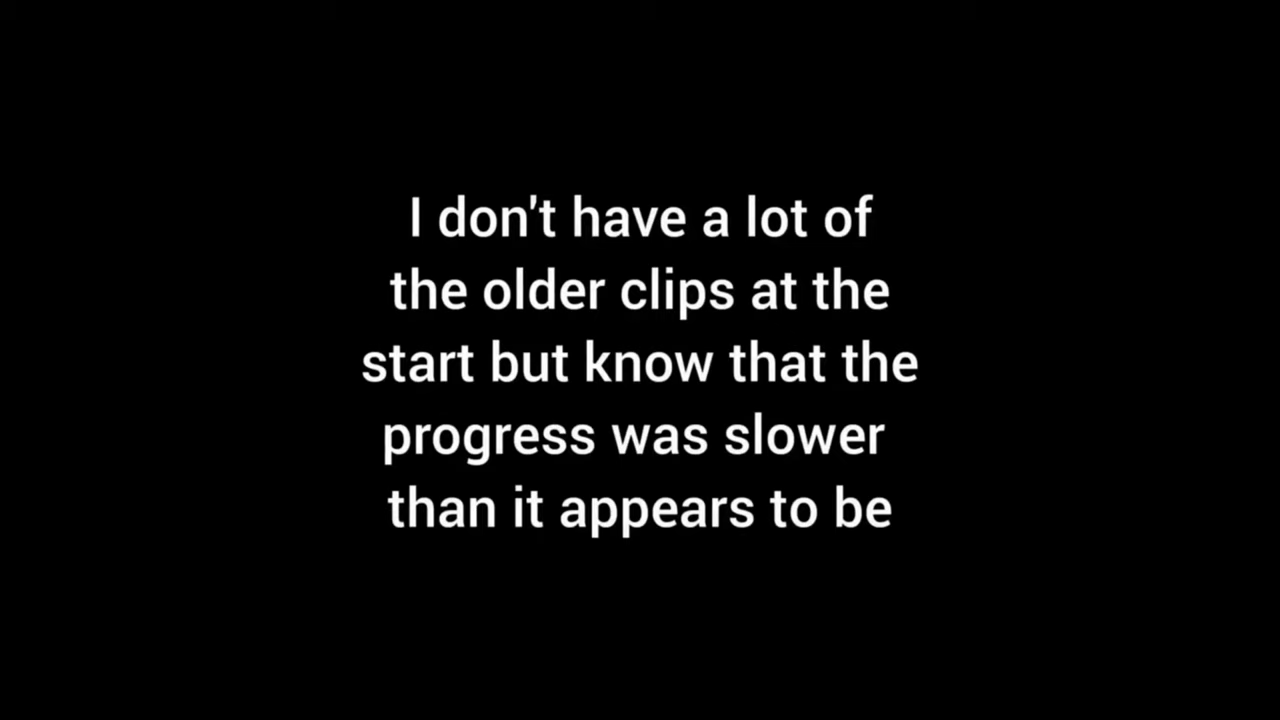 I don't have a lot of
the older clips at the
start but know that the
progress was slower
than it appears to be